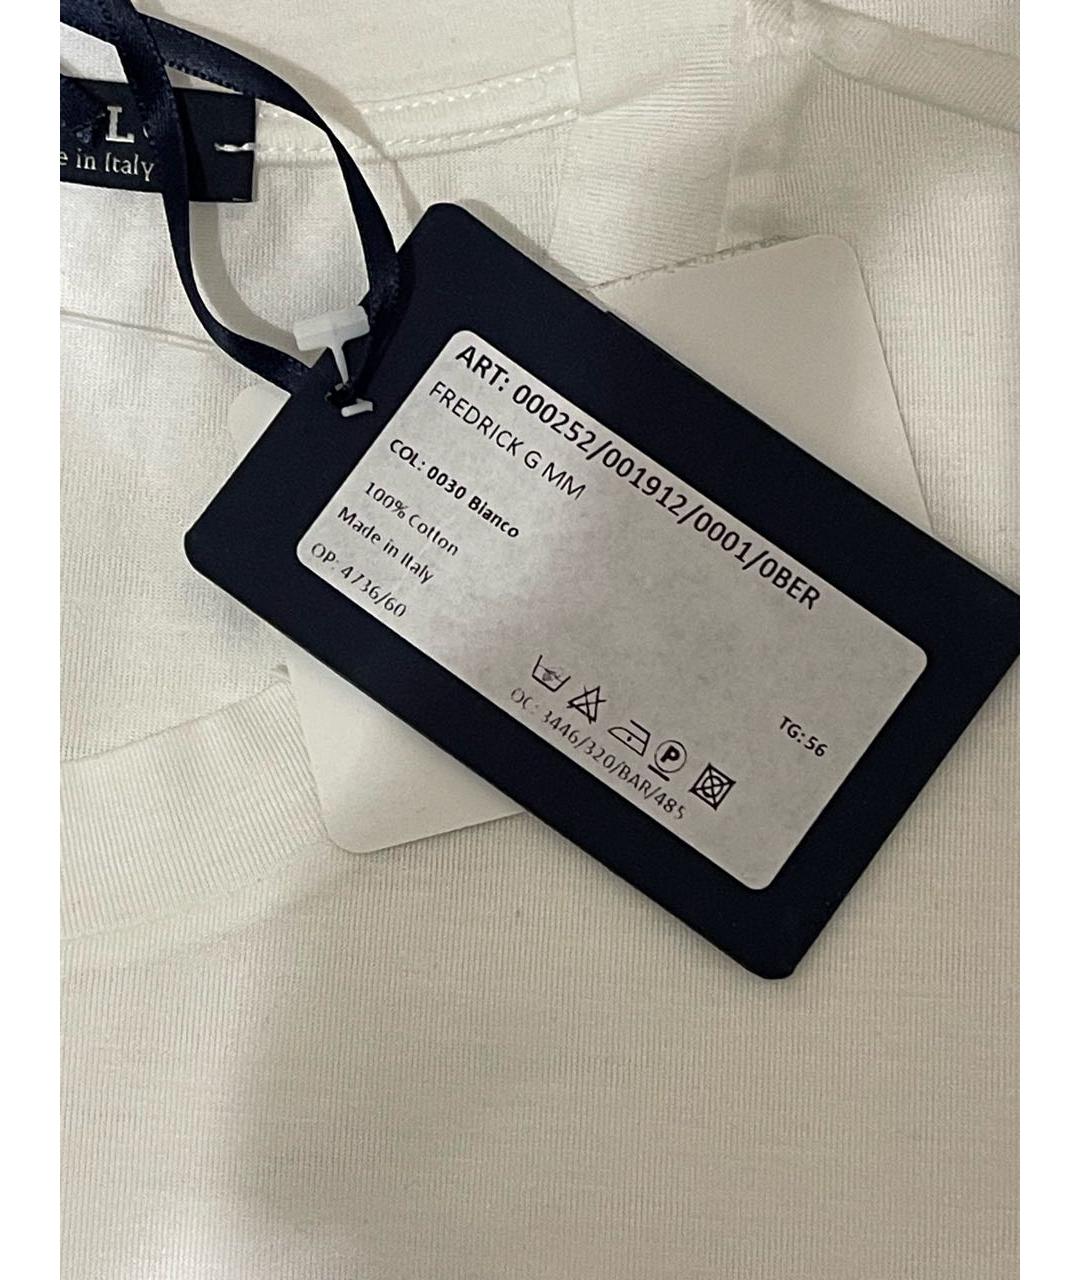 L
e in Italy
ART: 000252/001912/0001/0BER
FREDRICK G MM
COL: 0030 Bianco
100% Cotton
Made in Italy
OP: 4736/60
TG: 56
P
OC: 3446/320/BAR/485